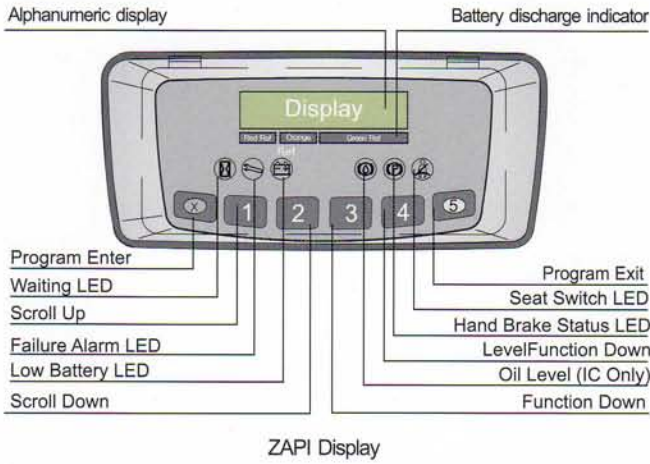 Alphanumeric display
Battery discharge indicator
Display
Red Ref Orange Ref Green Ref
X 1 2 3 4 5
Program Enter
Waiting LED
Scroll Up
Failure Alarm LED
Low Battery LED
Scroll Down
Program Exit
Seat Switch LED
Hand Brake Status LED
LevelFunction Down
Oil Level (IC Only)
Function Down
ZAPI Display